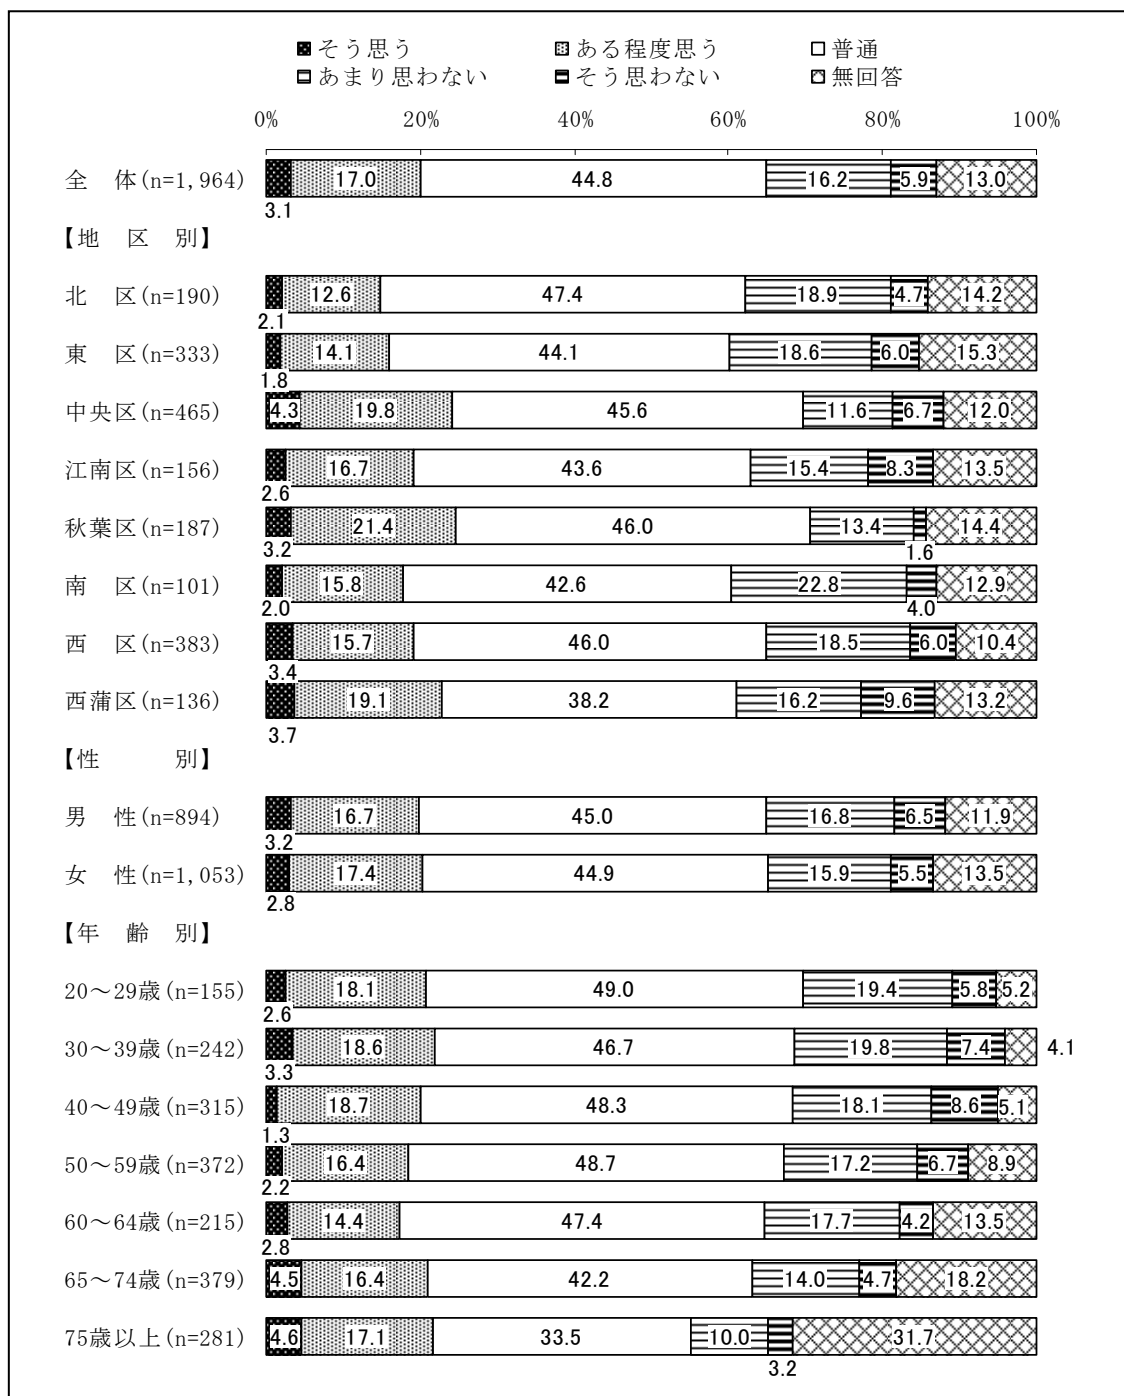 そう思う ある程度思う 普通
あまり思わない そう思わない 無回答
0% 20% 40% 60% 80% 100%
全 体(n=1,964) 17.0 44.8 16.2 5.9 13.0
3.1
【地 区 別】
北 区(n=190) 12.6 47.4 18.9 4.7 14.2
2.1
東 区(n=333) 14.1 44.1 18.6 6.0 15.3
1.8
中央区(n=465) 4.3 19.8 45.6 11.6 6.7 12.0
江南区(n=156) 16.7 43.6 15.4 8.3 13.5
2.6
秋葉区(n=187) 21.4 46.0 13.4 14.4
3.2 1.6
南 区(n=101) 15.8 42.6 22.8 12.9
2.0 4.0
西 区(n=383) 15.7 46.0 18.5 6.0 10.4
3.4
西蒲区(n=136) 19.1 38.2 16.2 9.6 13.2
3.7
【性 別】
男 性(n=894) 16.7 45.0 16.8 6.5 11.9
3.2
女 性(n=1,053) 17.4 44.9 15.9 5.5 13.5
2.8
【年 齢 別】
20～29歳(n=155) 18.1 49.0 19.4 5.8 5.2
2.6
30～39歳(n=242) 18.6 46.7 19.8 7.4 4.1
3.3
40～49歳(n=315) 18.7 48.3 18.1 8.6 5.1
1.3
50～59歳(n=372) 16.4 48.7 17.2 6.7 8.9
2.2
60～64歳(n=215) 14.4 47.4 17.7 4.2 13.5
2.8
65～74歳(n=379) 4.5 16.4 42.2 14.0 4.7 18.2
75歳以上(n=281) 4.6 17.1 33.5 10.0 31.7
3.2